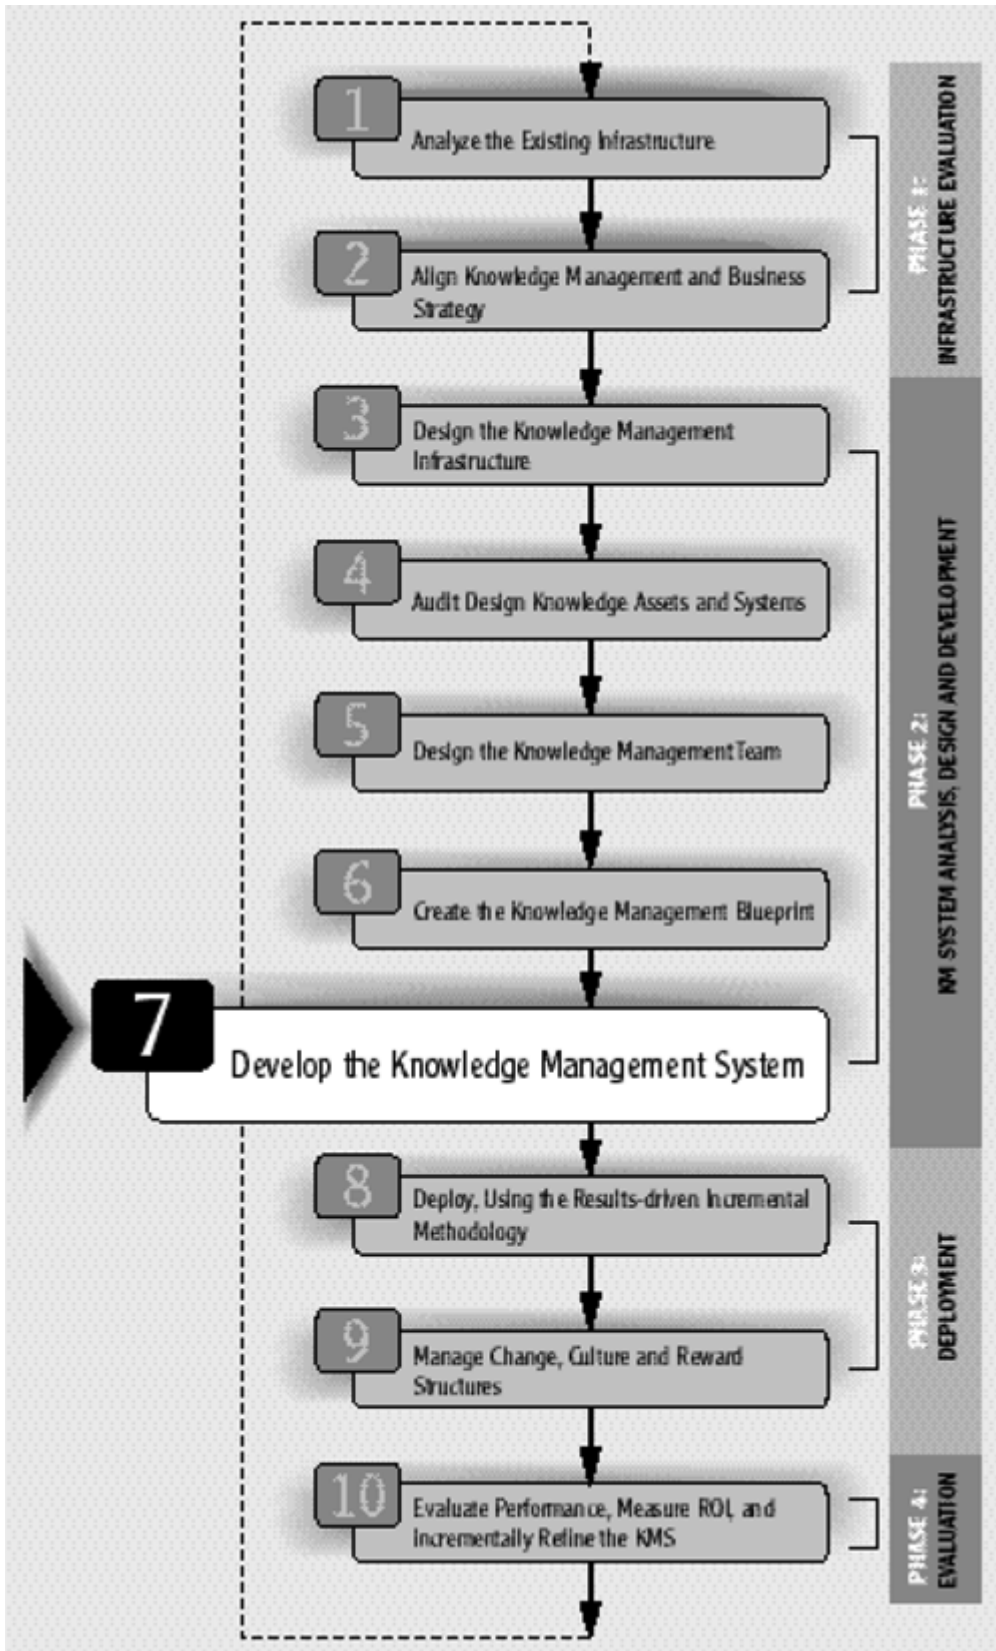 1
Analyze the Existing Infrastructure
2
Align Knowledge Management and Business
Strategy
3
Design the Knowledge Management
Infrastructure
4
Audit Design Knowledge Assets and Systems
5
Design the Knowledge Management Team
6
Create the Knowledge Management Blueprint
7
Develop the Knowledge Management System
8
Deploy, Using the Results-driven Incremental
Methodology
9
Manage Change, Culture and Reward
Structures
10
Evaluate Performance, Measure ROI, and
Incrementally Refine the KMS
PHASE 1:
INFRASTRUCTURE EVALUATION
PHASE 2:
KM SYSTEM ANALYSIS, DESIGN AND DEVELOPMENT
PHASE 3:
DEPLOYMENT
PHASE 4:
EVALUATION